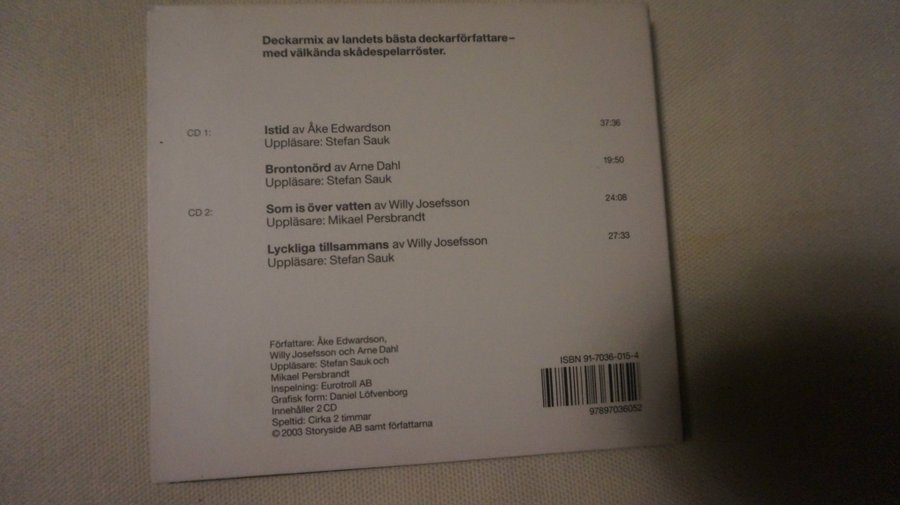 Deckarmix av landets bästa deckarförfattare–
med välkända skådespelarröster.
CD 1: Istid av Åke Edwardson 37:36
Uppläsare: Stefan Sauk
Brontonörd av Arne Dahl 19:50
Uppläsare: Stefan Sauk
CD 2: Som is över vatten av Willy Josefsson 24:08
Uppläsare: Mikael Persbrandt
Lyckliga tillsammans av Willy Josefsson 27:33
Uppläsare: Stefan Sauk
Författare: Åke Edwardson,
Willy Josefsson och Arne Dahl
Uppläsare: Stefan Sauk och
Mikael Persbrandt
Inspelning: Eurotroll AB
Grafisk form: Daniel Löfvenborg
Innehåller 2 CD
Speltid: Cirka 2 timmar
© 2003 Storyside AB samt författarna
ISBN 91-7036-015-4
97897036052